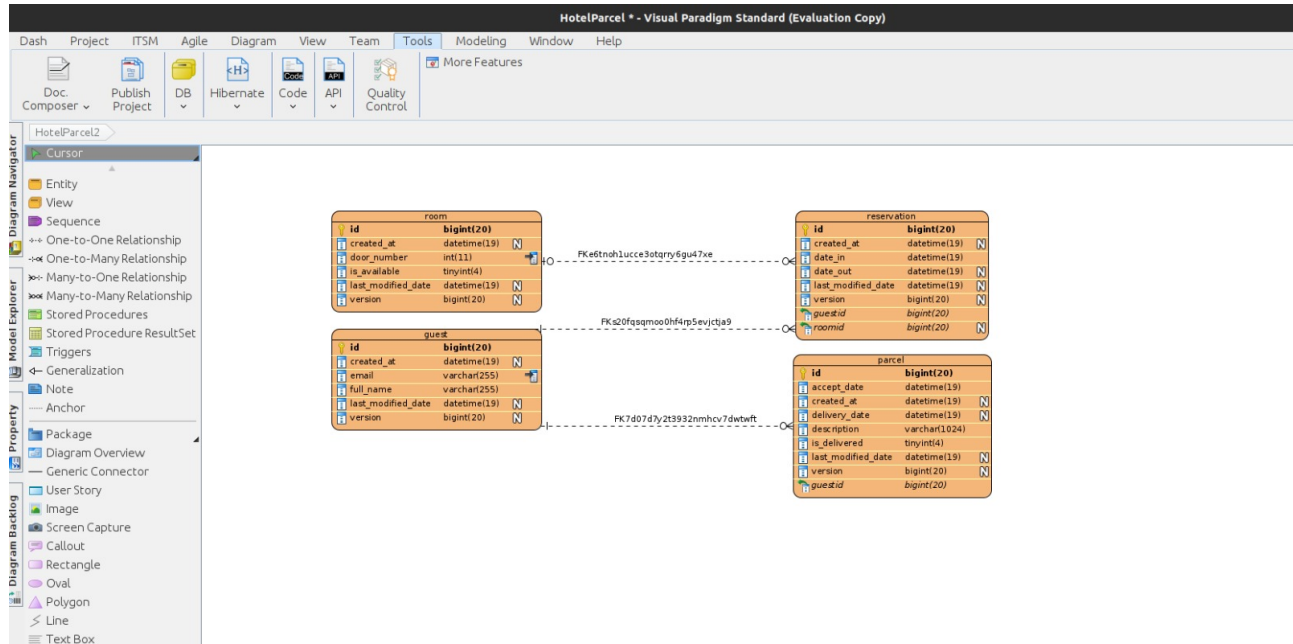 HotelParcel * - Visual Paradigm Standard (Evaluation Copy)
Dash Project ITSM Agile Diagram View Team Tools Modeling Window Help
Doc. Composer
Publish Project
DB
<H>
Hibernate
Code
Code
API
API
Quality Control
More Features
HotelParcel2
Diagram Navigator
Model Explorer
Property
Diagram Backlog
Cursor
Entity
View
Sequence
One-to-One Relationship
One-to-Many Relationship
Many-to-One Relationship
Many-to-Many Relationship
Stored Procedures
Stored Procedure ResultSet
Triggers
Generalization
Note
Anchor
Package
Diagram Overview
Generic Connector
User Story
Image
Screen Capture
Callout
Rectangle
Oval
Polygon
Line
Text Box
room
id bigint(20)
created_at datetime(19) N
door_number int(11)
is_available tinyint(4)
last_modified_date datetime(19) N
version bigint(20) N
FKe6tnoh1ucce3otqrry6gu47xe
reservation
id bigint(20)
created_at datetime(19) N
date_in datetime(19)
date_out datetime(19) N
last_modified_date datetime(19) N
version bigint(20) N
guestid bigint(20)
roomid bigint(20) N
FKs20fqsqmoo0hf4rp5evjctja9
guest
id bigint(20)
created_at datetime(19) N
email varchar(255)
full_name varchar(255)
last_modified_date datetime(19) N
version bigint(20) N
FK7d07d7y2t3932nmhcv7dwtwft
parcel
id bigint(20)
accept_date datetime(19)
created_at datetime(19) N
delivery_date datetime(19) N
description varchar(1024)
is_delivered tinyint(4)
last_modified_date datetime(19) N
version bigint(20) N
guestid bigint(20)